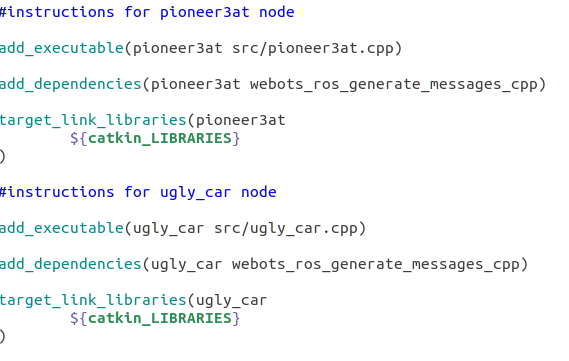 #instructions for pioneer3at node
add_executable(pioneer3at src/pioneer3at.cpp)
add_dependencies(pioneer3at webots_ros_generate_messages_cpp)
target_link_libraries(pioneer3at
${catkin_LIBRARIES}
)
#instructions for ugly_car node
add_executable(ugly_car src/ugly_car.cpp)
add_dependencies(ugly_car webots_ros_generate_messages_cpp)
target_link_libraries(ugly_car
${catkin_LIBRARIES}
)